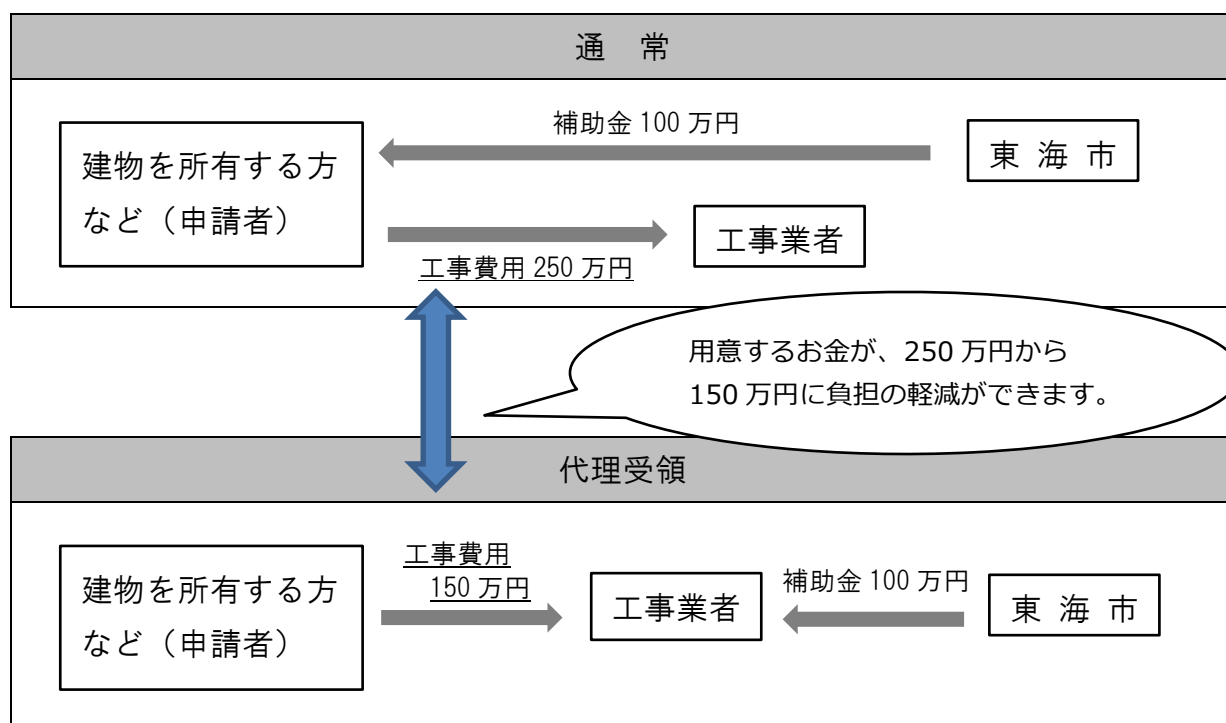 通　常
補助金 100 万円
建物を所有する方
など（申請者）
東 海 市
工事業者
工事費用 250 万円
用意するお金が、250 万円から
150 万円に負担の軽減ができます。
代理受領
建物を所有する方
など（申請者）
工事費用
150 万円
工事業者
補助金 100 万円
東 海 市